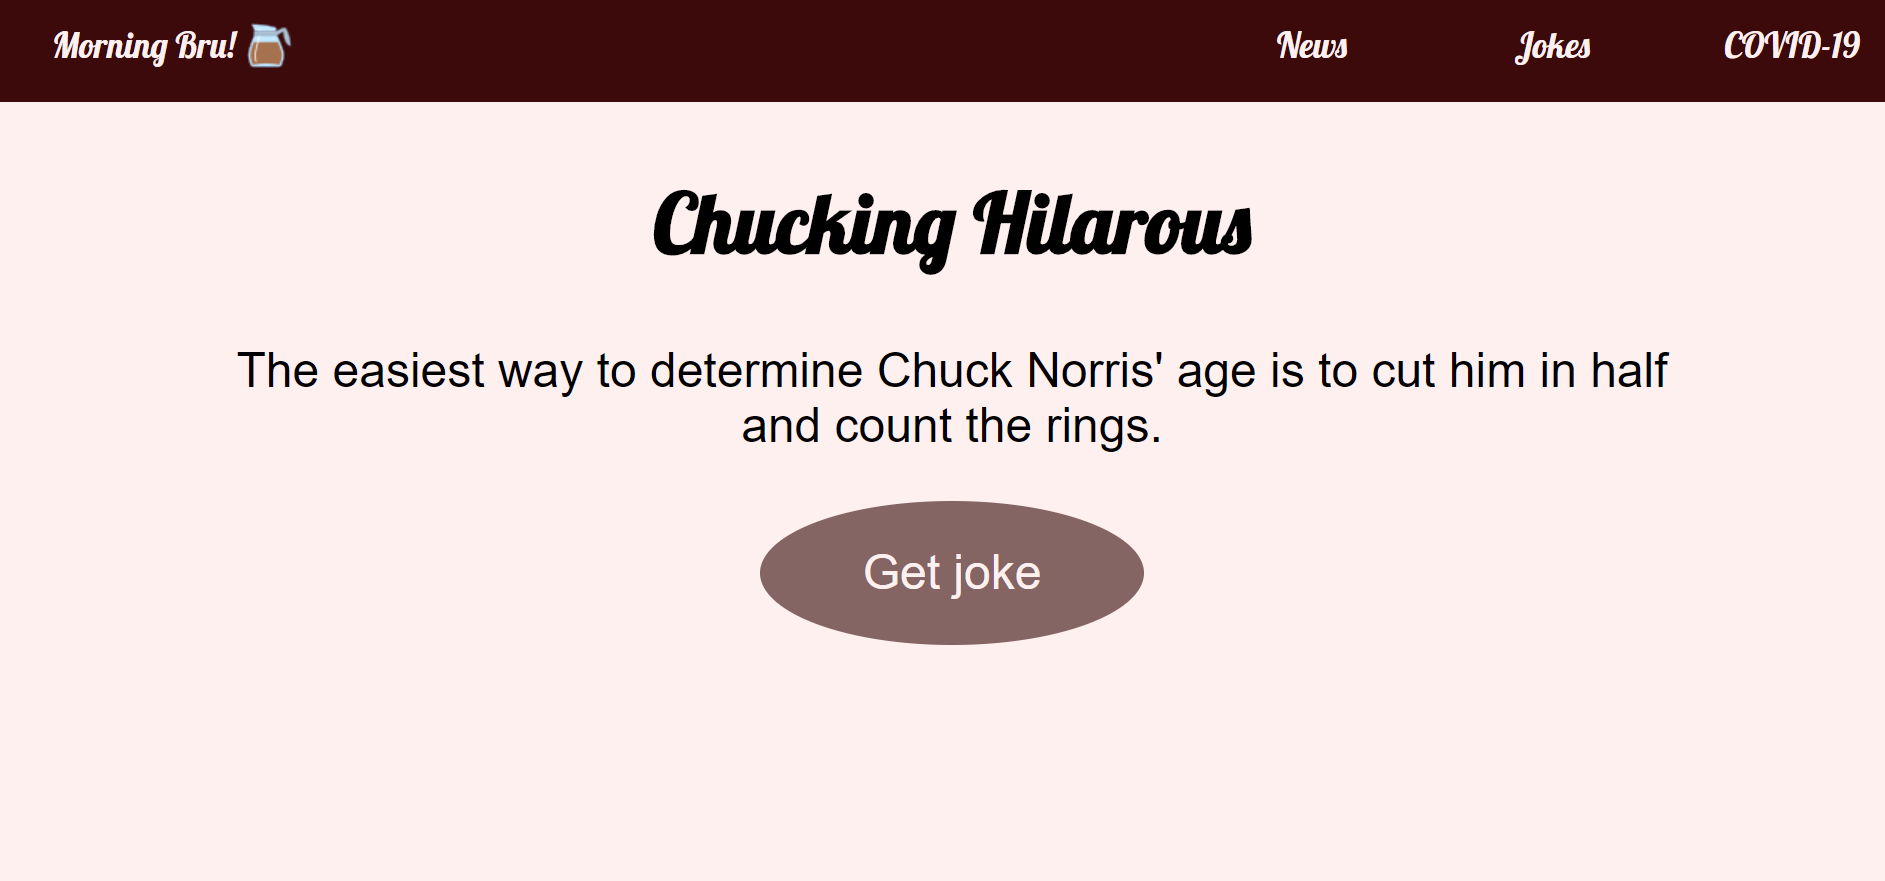 Morning Bru!
News
Jokes
COVID-19
Chucking Hilarous
The easiest way to determine Chuck Norris' age is to cut him in half
and count the rings.
Get joke